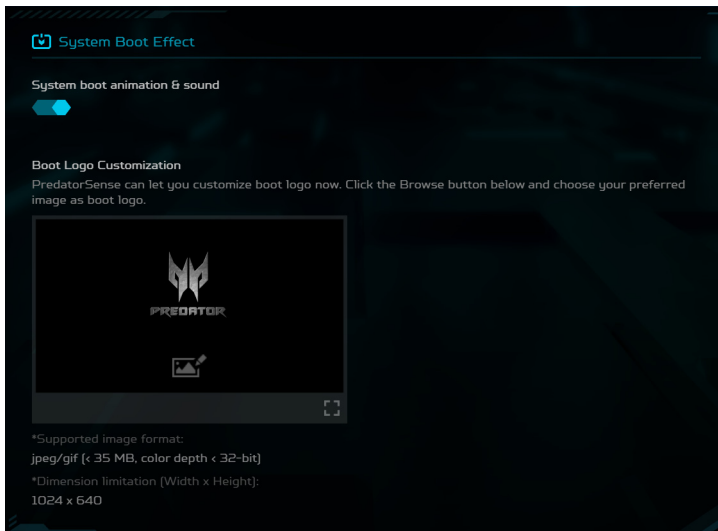 System Boot Effect
System boot animation & sound
Boot Logo Customization
PredatorSense can let you customize boot logo now. Click the Browse button below and choose your preferred
image as boot logo.
PREDATOR
*Supported image format:
jpeg/gif (< 35 MB, color depth < 32-bit)
*Dimension limitation (Width x Height):
1024 x 640